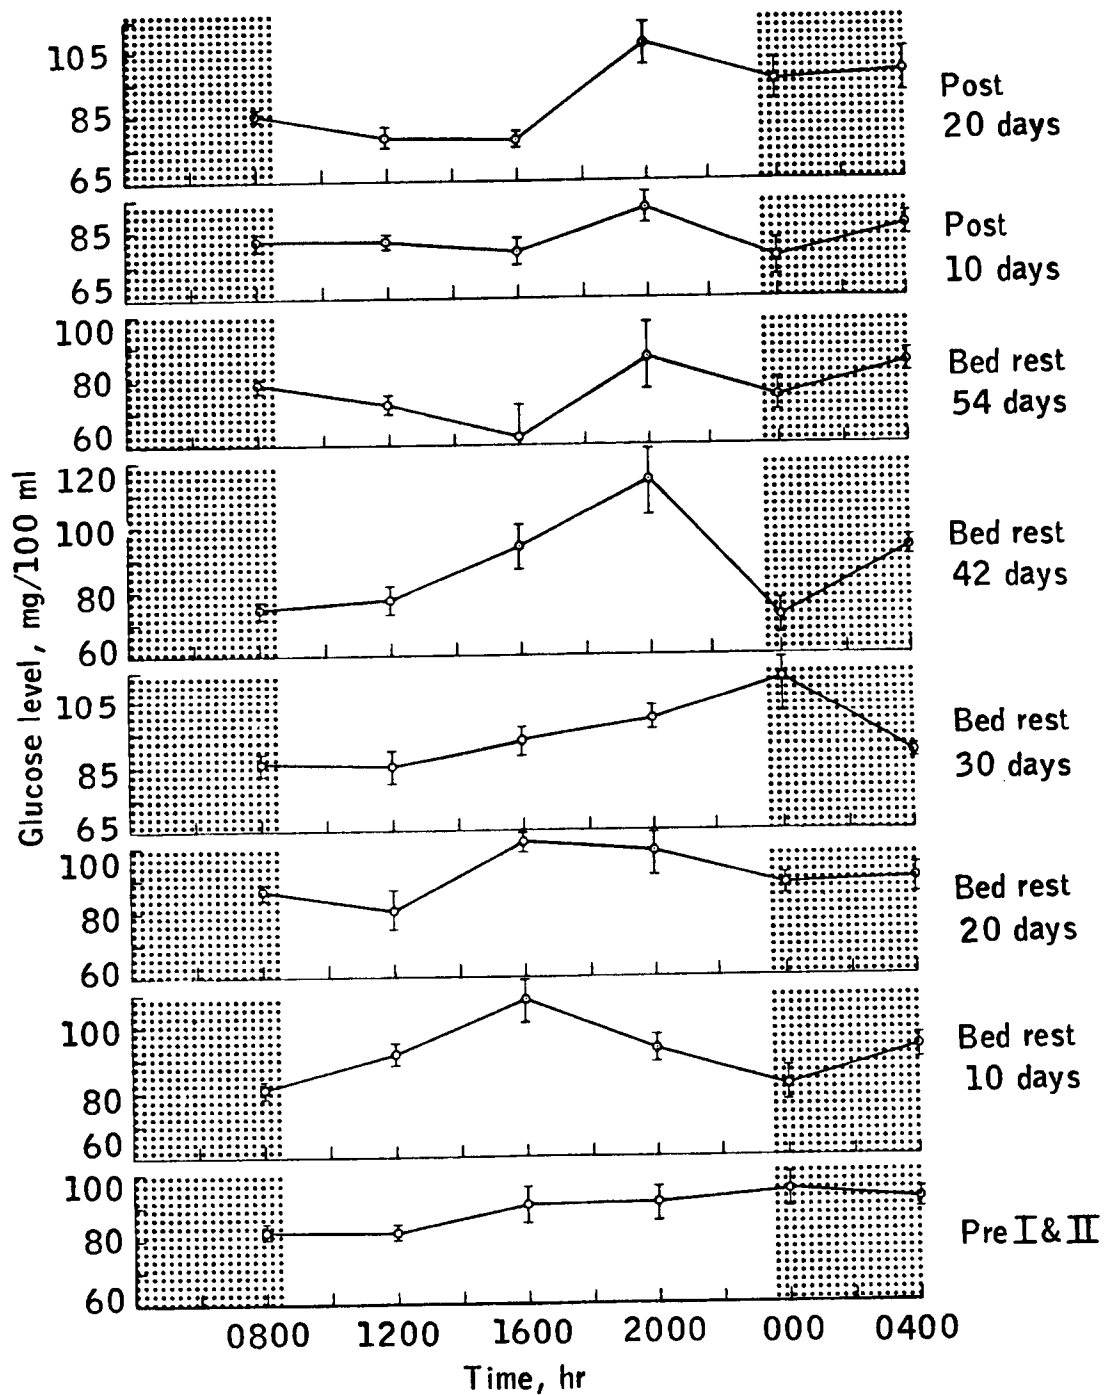 105
85
65
Post
20 days
85
65
Post
10 days
100
80
60
Bed rest
54 days
120
100
80
60
Bed rest
42 days
105
85
65
Bed rest
30 days
100
80
60
Bed rest
20 days
100
80
60
Bed rest
10 days
100
80
60
Pre I & II
Glucose level, mg/100 ml
0800 1200 1600 2000 000 0400
Time, hr